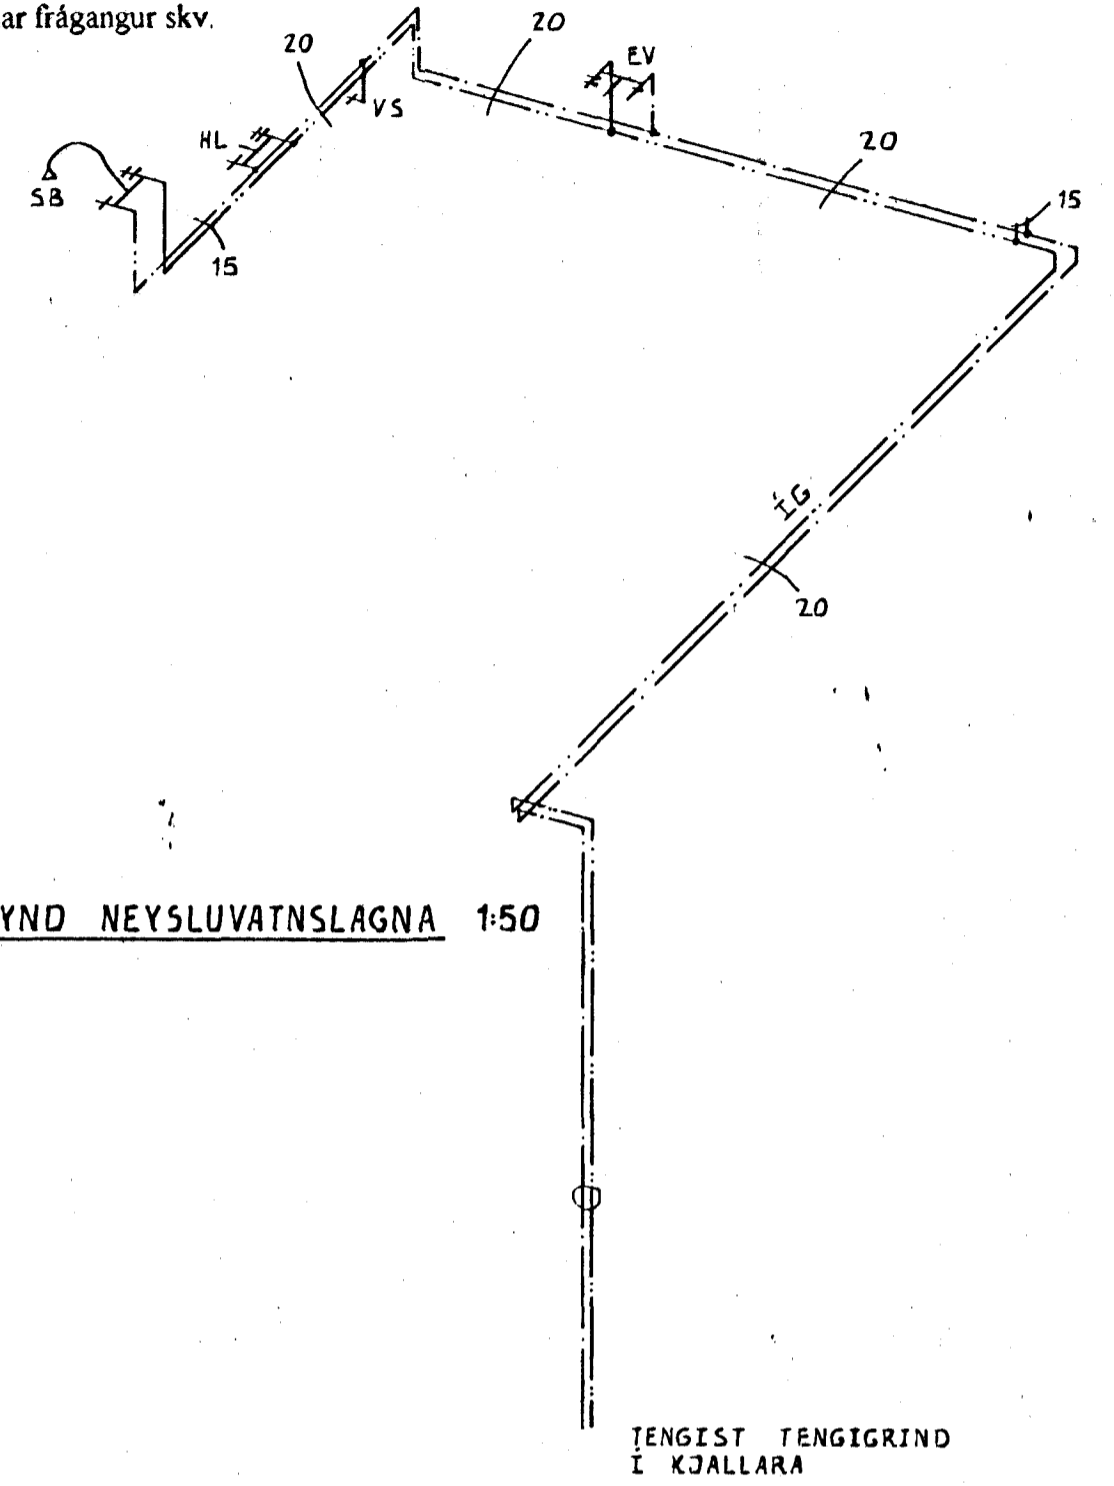 ar frágangur skv.
20
20
EV
VS
HL
20
SB
15
15
ÍG
20
YND NEYSLUVATNSLAGNA 1:50
TENGIST TENGIGRIND
Í KJALLARA